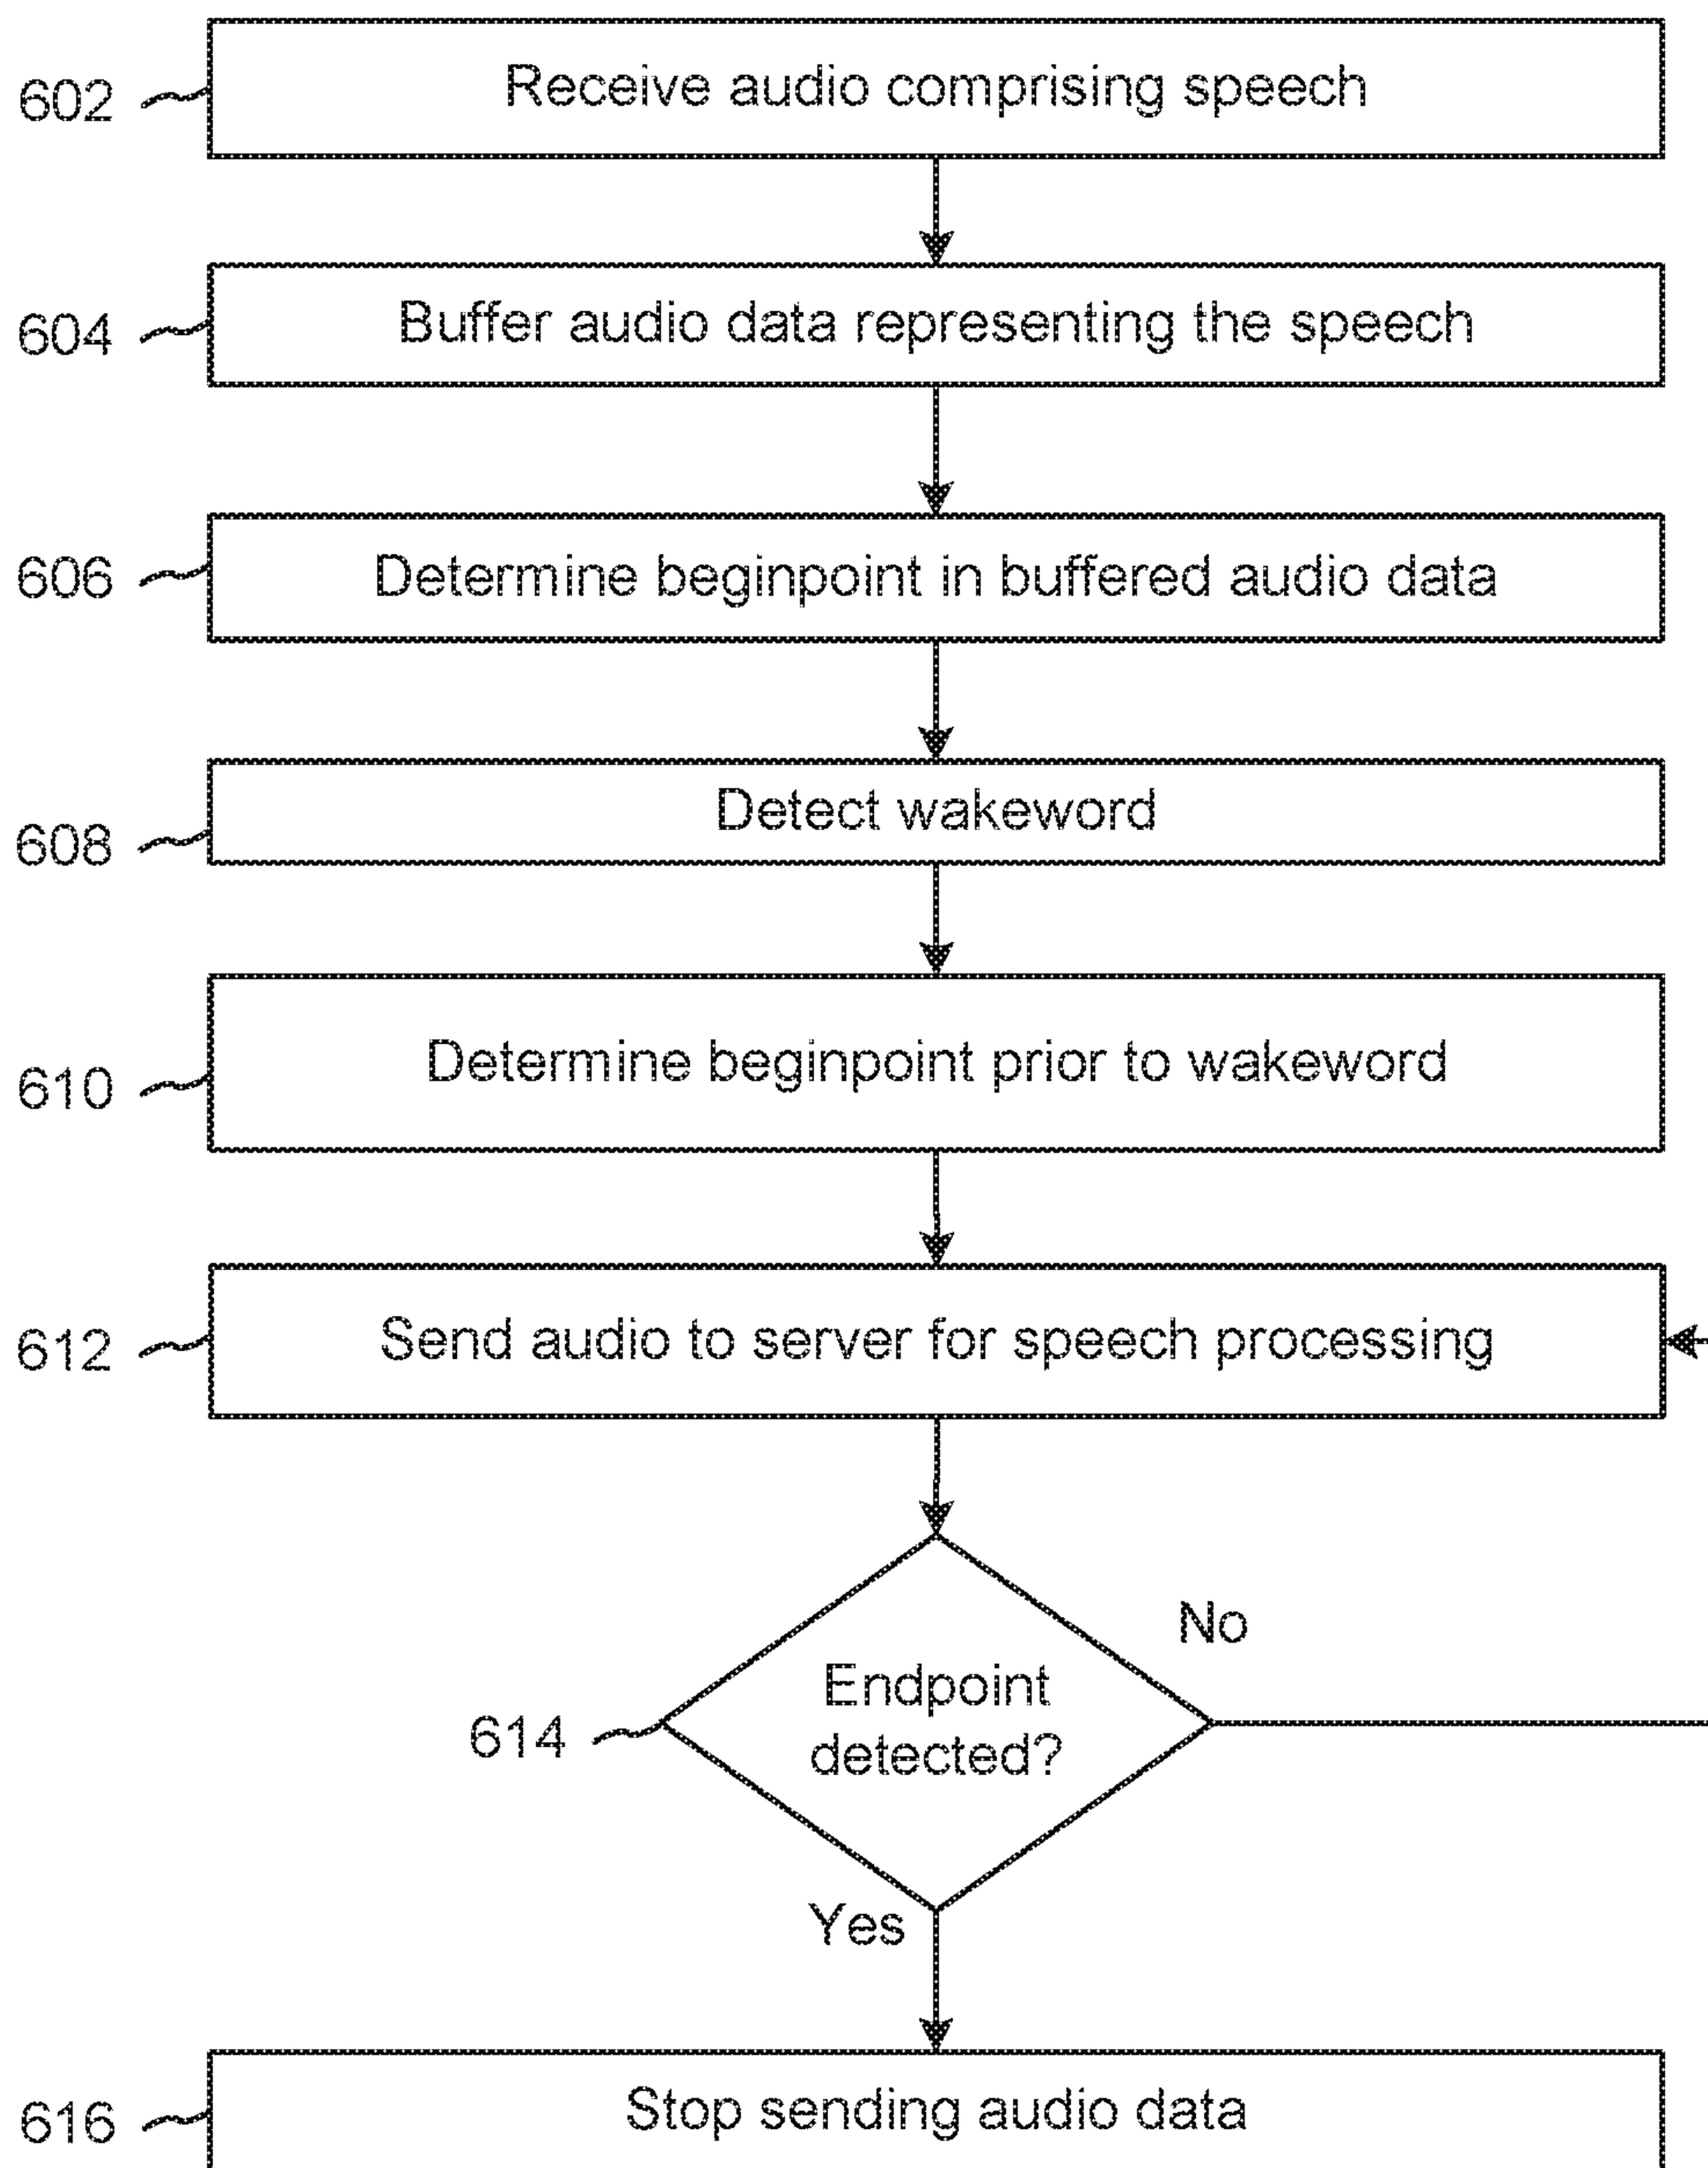 602 Receive audio comprising speech
604 Buffer audio data representing the speech
606 Determine beginpoint in buffered audio data
608 Detect wakeword
610 Determine beginpoint prior to wakeword
612 Send audio to server for speech processing
No
614 Endpoint
detected?
Yes
616 Stop sending audio data